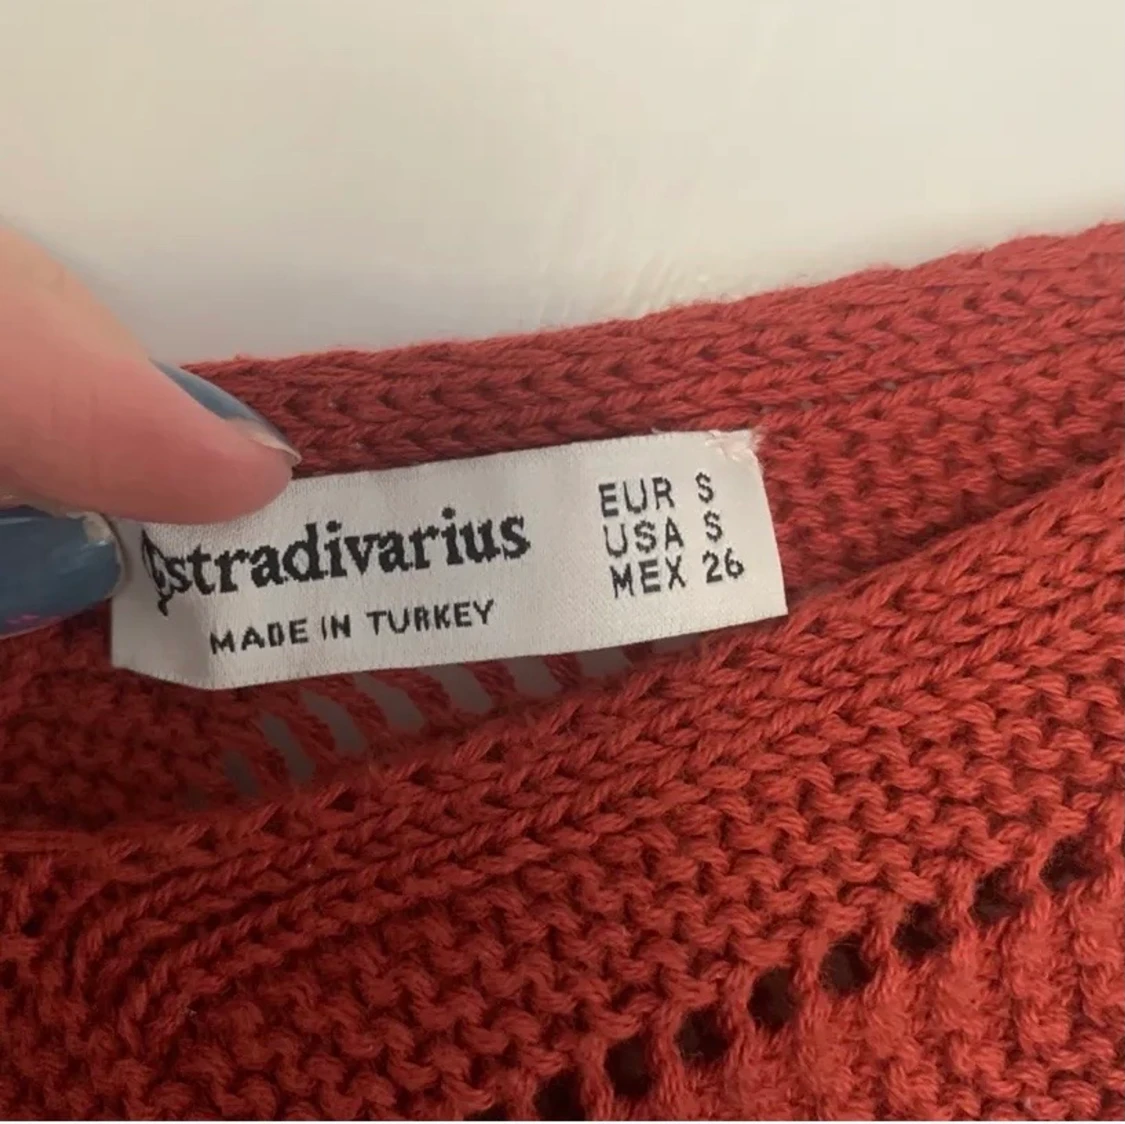 stradivarius
MADE IN TURKEY
EUR S
USA S
MEX 26